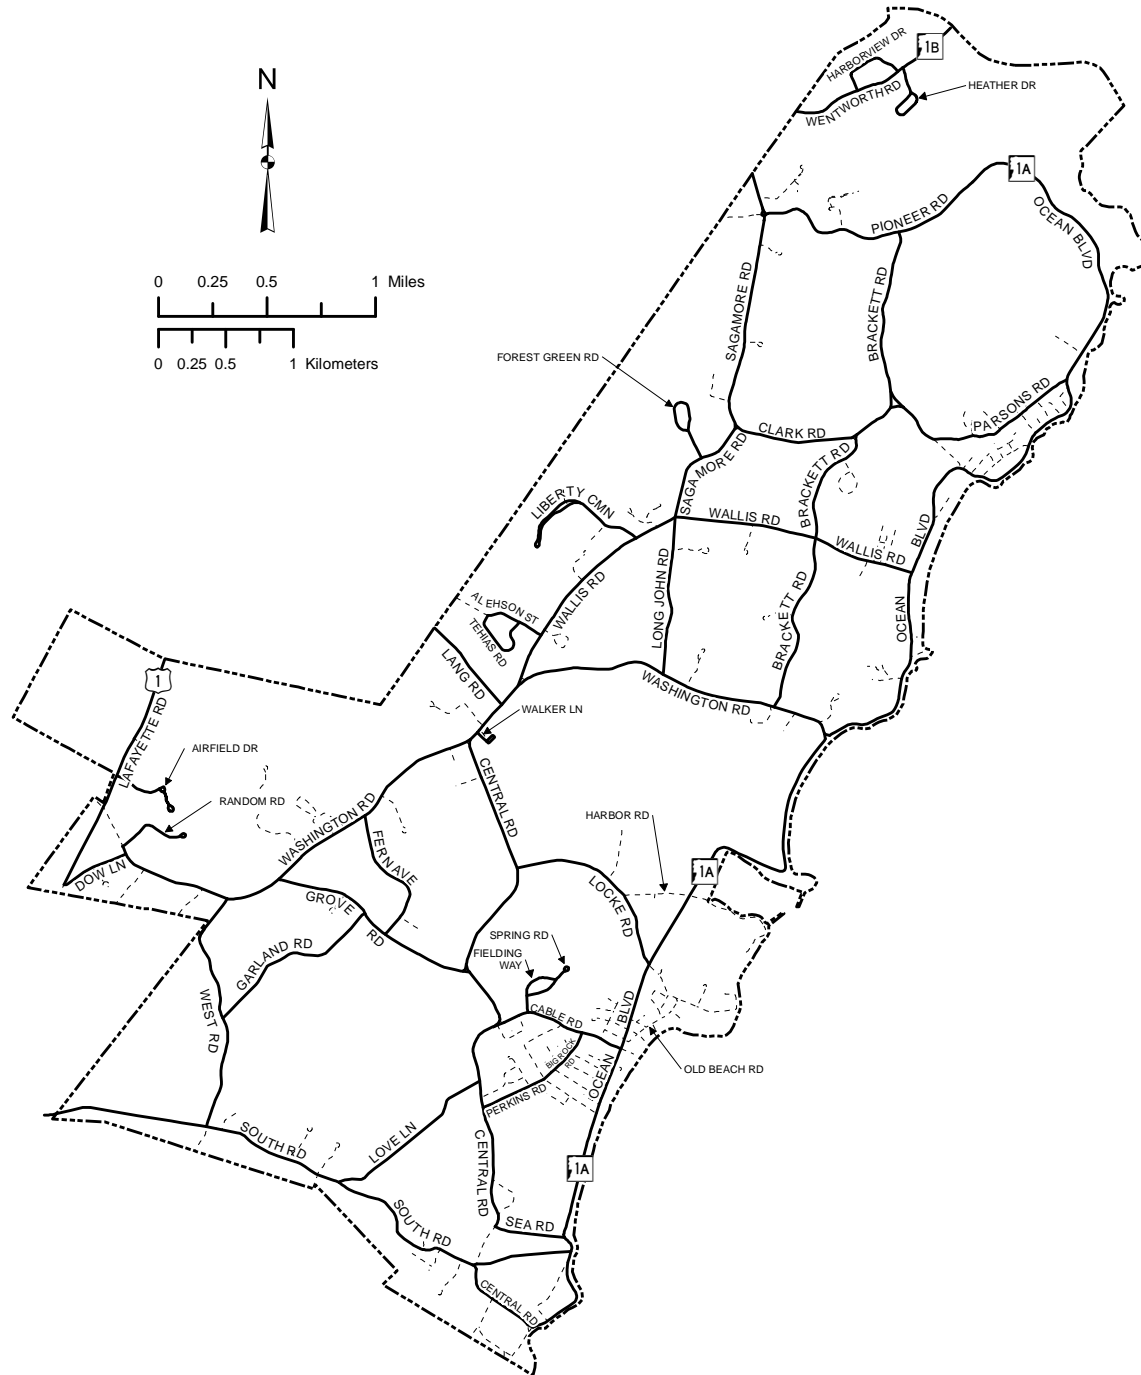 HARBORVIEW DR
1B
WENTWORTH RD
HEATHER DR
N
1A
PIONEER RD
OCEAN BLVD
0 0.25 0.5 1 Miles
0 0.25 0.5 1 Kilometers
SAGAMORE RD
BRACKETT RD
FOREST GREEN RD
PARSONS RD
CLARK RD
SAGAMORE RD
BRACKETT RD
LIBERTY CMN
WALLIS RD
WALLIS RD
BLVD
OCEAN
WALLIS RD
LONG JOHN RD
BRACKETT RD
ALEHSON ST
TEHIAS RD
LANG RD
WASHINGTON RD
1
LAFAYETTE RD
WALKER LN
AIRFIELD DR
RANDOM RD
CENTRAL RD
WASHINGTON RD
HARBOR RD
FERN AVE
1A
DOW LN
LOCKE RD
GROVE RD
GARLAND RD
SPRING RD
FIELDING
WAY
WEST RD
BLVD
CABLE RD
OCEAN
BIG ROCK
RD
OLD BEACH RD
PERKINS RD
SOUTH RD
LOVE LN
CENTRAL RD
1A
SOUTH RD
SEA RD
CENTRAL RD